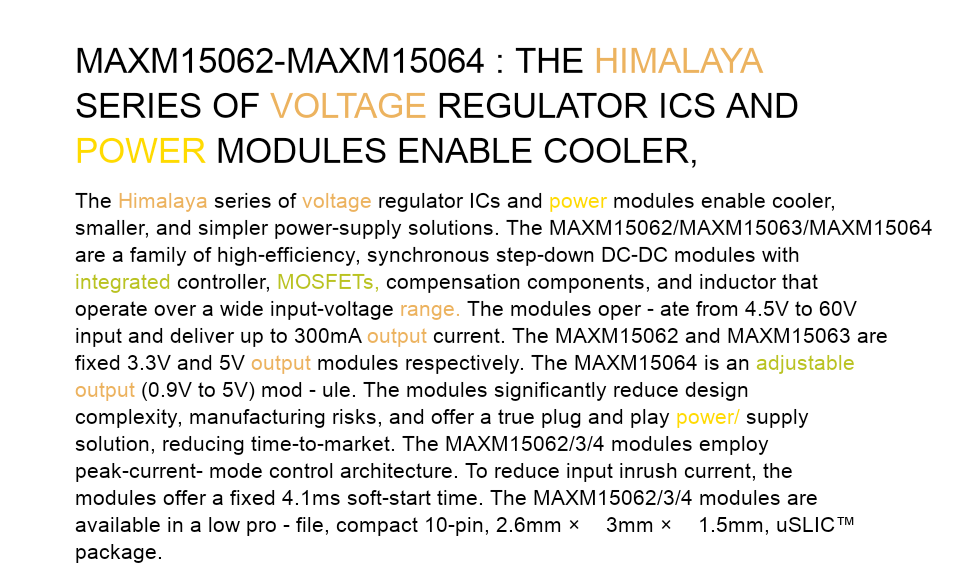 MAXM15062-MAXM15064 : THE HIMALAYA
SERIES OF VOLTAGE REGULATOR ICS AND
POWER MODULES ENABLE COOLER,
The Himalaya series of voltage regulator ICs and power modules enable cooler,
smaller, and simpler power-supply solutions. The MAXM15062/MAXM15063/MAXM15064
are a family of high-efficiency, synchronous step-down DC-DC modules with
integrated controller, MOSFETs, compensation components, and inductor that
operate over a wide input-voltage range. The modules oper - ate from 4.5V to 60V
input and deliver up to 300mA output current. The MAXM15062 and MAXM15063 are
fixed 3.3V and 5V output modules respectively. The MAXM15064 is an adjustable
output (0.9V to 5V) mod - ule. The modules significantly reduce design
complexity, manufacturing risks, and offer a true plug and play power/ supply
solution, reducing time-to-market. The MAXM15062/3/4 modules employ
peak-current- mode control architecture. To reduce input inrush current, the
modules offer a fixed 4.1ms soft-start time. The MAXM15062/3/4 modules are
available in a low pro - file, compact 10-pin, 2.6mm × 3mm × 1.5mm, uSLIC™
package.